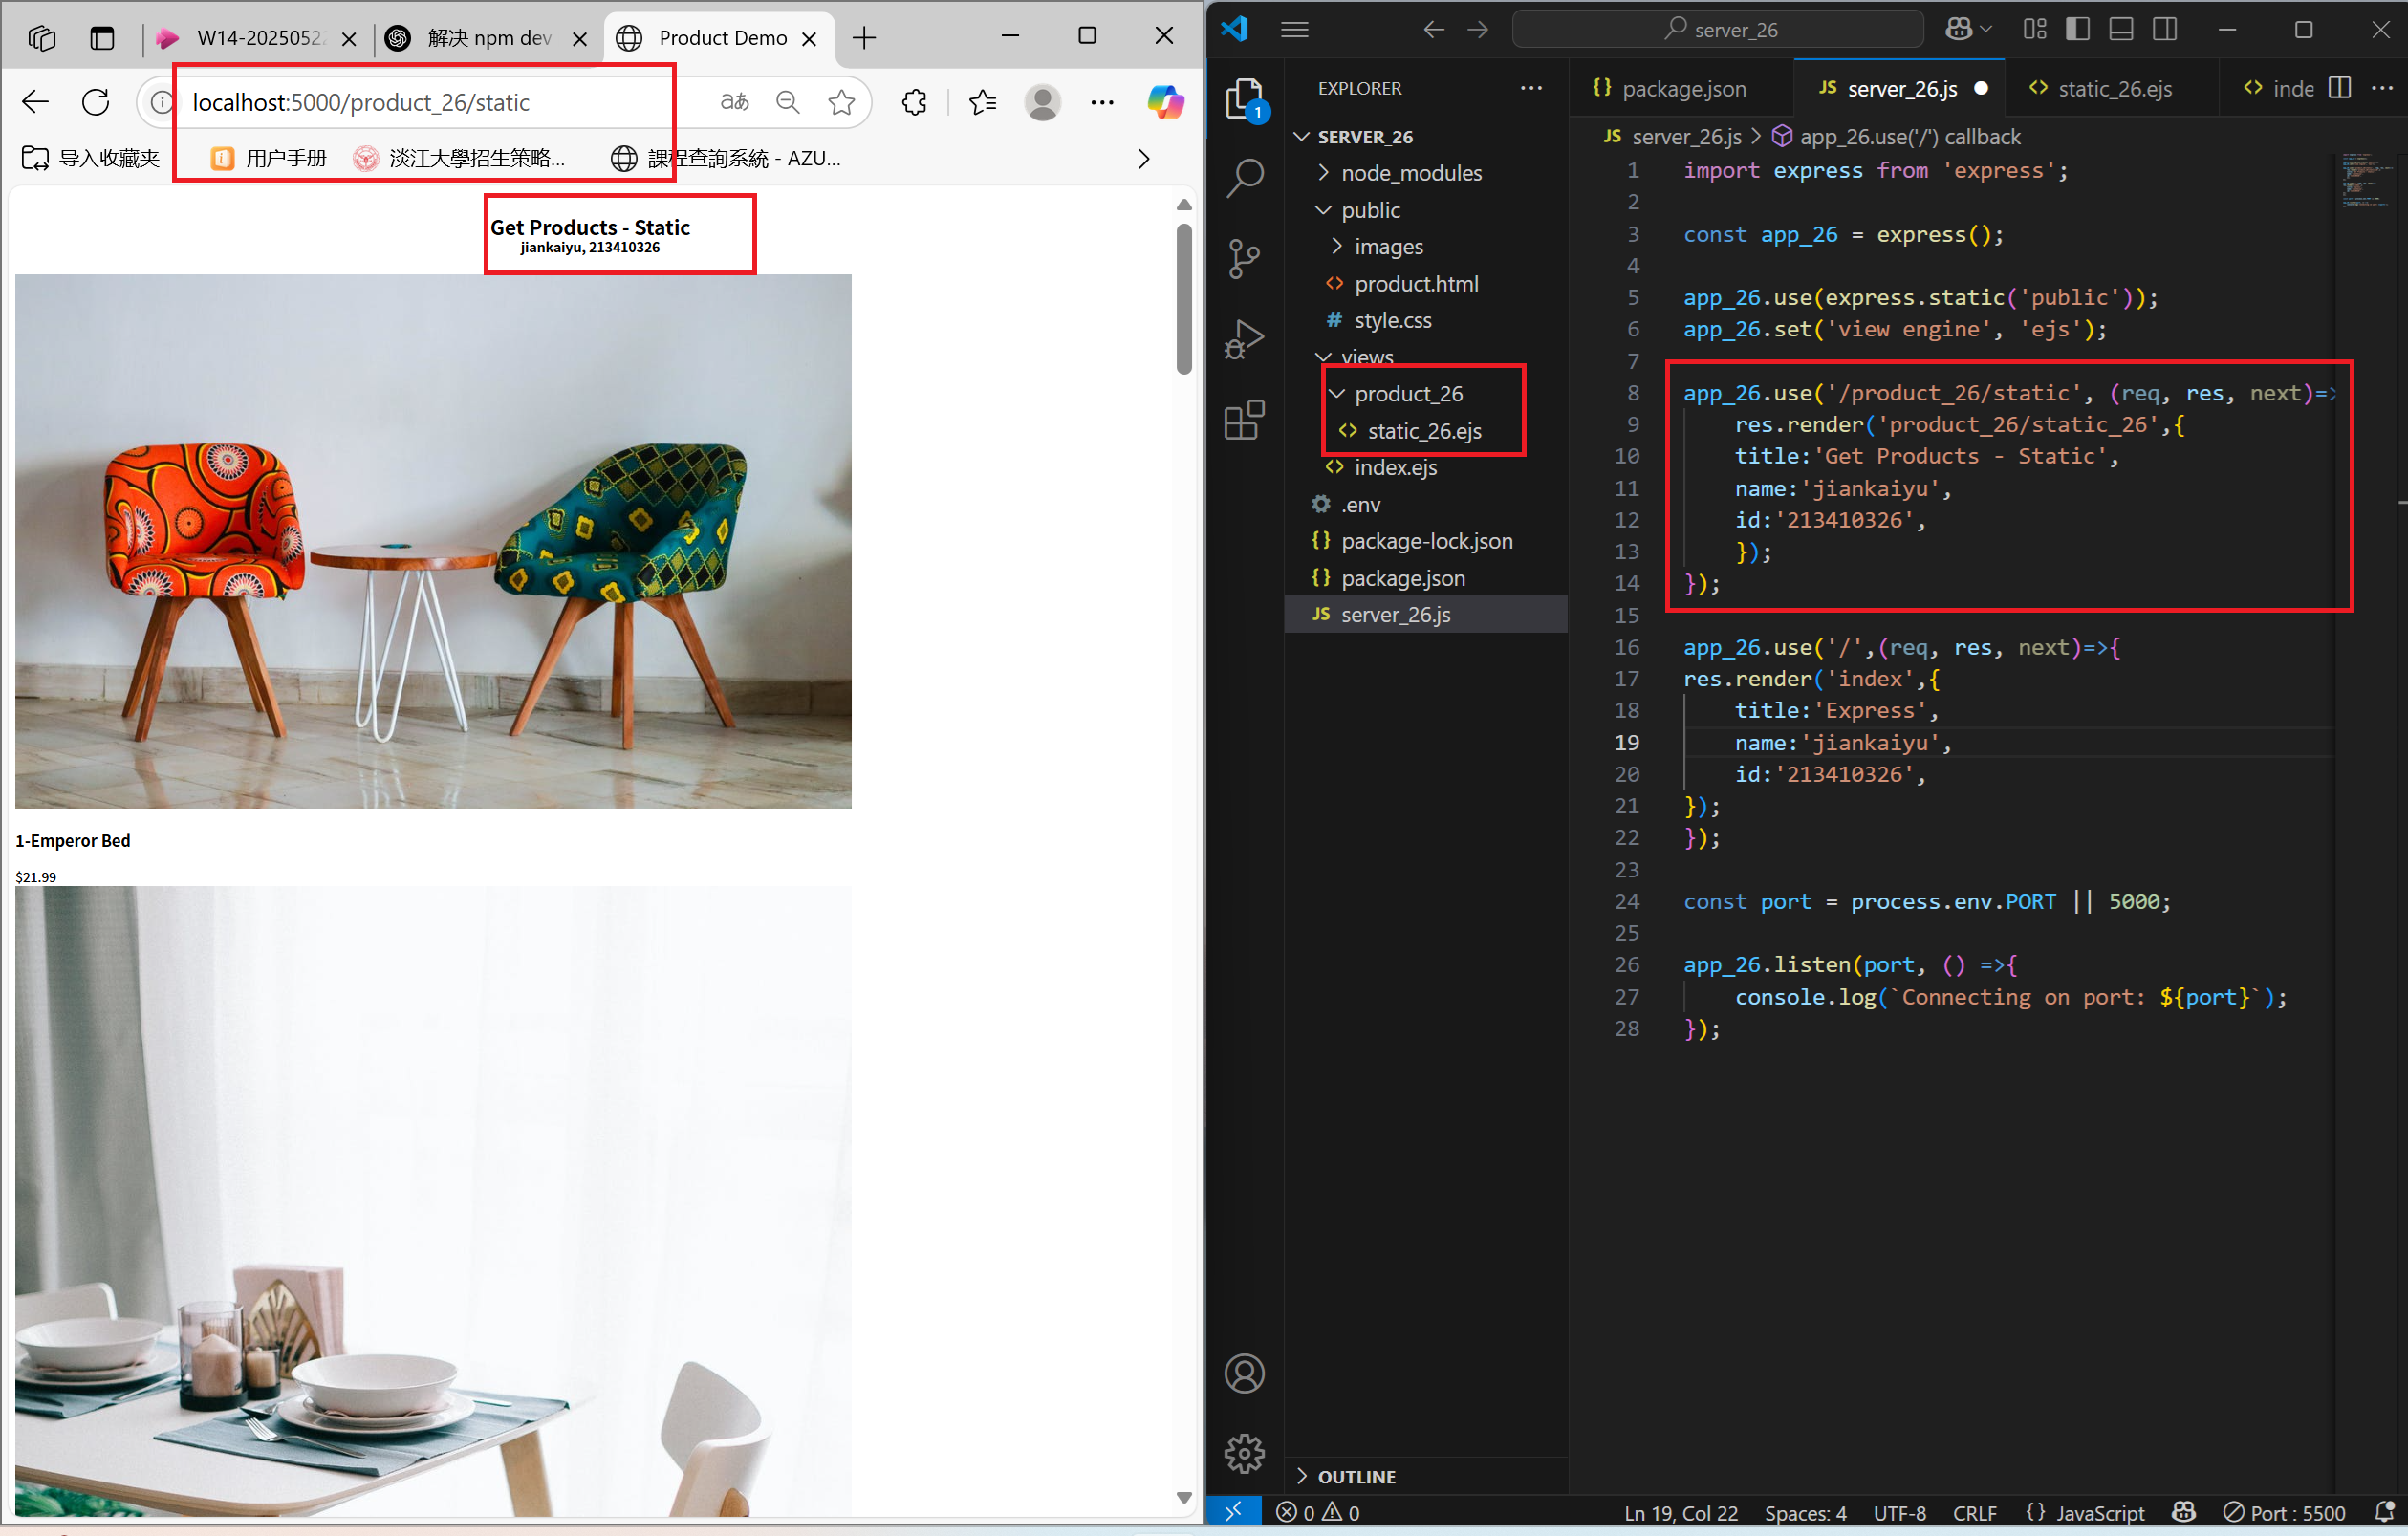 W14-20250522
解决 npm dev
Product Demo
localhost:5000/product_26/static
导入收藏夹
用户手册
淡江大學招生策略...
課程查詢系統 - AZU...
Get Products - Static
jiankaiyu, 213410326
1-Emperor Bed
$21.99
server_26
EXPLORER
SERVER_26
node_modules
public
images
product.html
style.css
views
product_26
static_26.ejs
index.ejs
.env
package-lock.json
package.json
JS server_26.js
OUTLINE
package.json
JS server_26.js
static_26.ejs
inde
JS server_26.js > app_26.use('/') callback
1 import express from 'express';
2
3 const app_26 = express();
4
5 app_26.use(express.static('public'));
6 app_26.set('view engine', 'ejs');
7
8 app_26.use('/product_26/static', (req, res, next)=>
9 res.render('product_26/static_26',{
10 title:'Get Products - Static',
11 name:'jiankaiyu',
12 id:'213410326',
13 });
14 });
15
16 app_26.use('/',(req, res, next)=>{
17 res.render('index',{
18 title:'Express',
19 name:'jiankaiyu',
20 id:'213410326',
21 });
22 });
23
24 const port = process.env.PORT || 5000;
25
26 app_26.listen(port, () =>{
27 console.log(`Connecting on port: ${port}`);
28 });
0 0
Ln 19, Col 22
Spaces: 4
UTF-8
CRLF
{} JavaScript
Port : 5500